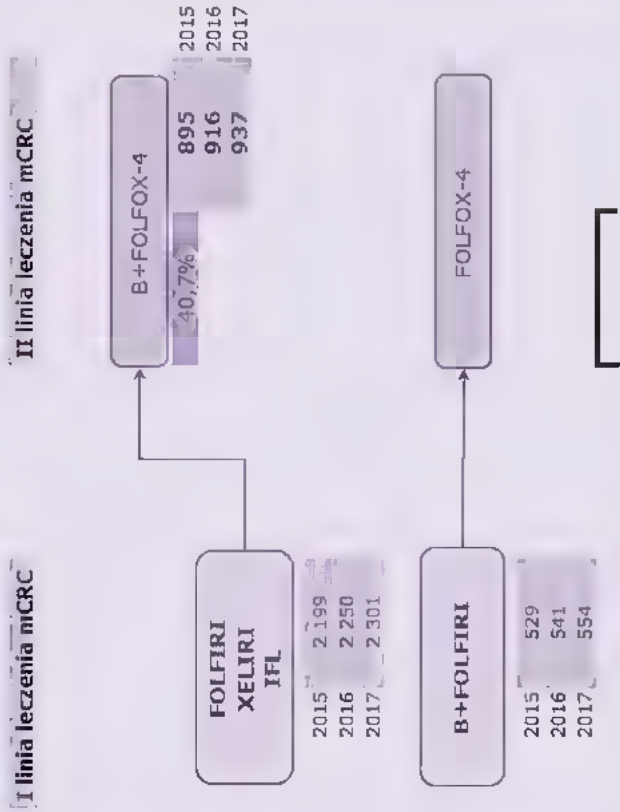 I linia leczenia mCRC
II linia leczenia mCRC
FOLFIRI
XELIRI
IFL
2015 2 199
2016 2 250
2017 2 301
B+FOLFOX-4
40,7%
895 2015
916 2016
937 2017
B+FOLFIRI
2015 529
2016 541
2017 554
FOLFOX-4